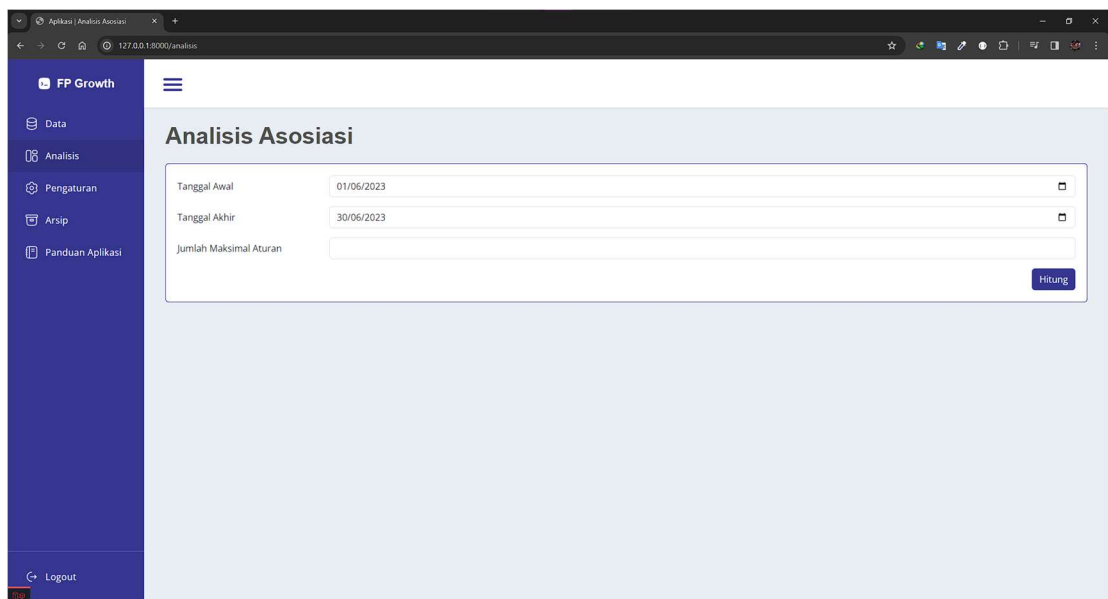 Aplikasi | Analisis Asosiasi
127.0.0.1:8000/analisis
FP Growth
Data
Analisis
Pengaturan
Arsip
Panduan Aplikasi
Logout
Analisis Asosiasi
Tanggal Awal 01/06/2023
Tanggal Akhir 30/06/2023
Jumlah Maksimal Aturan
Hitung